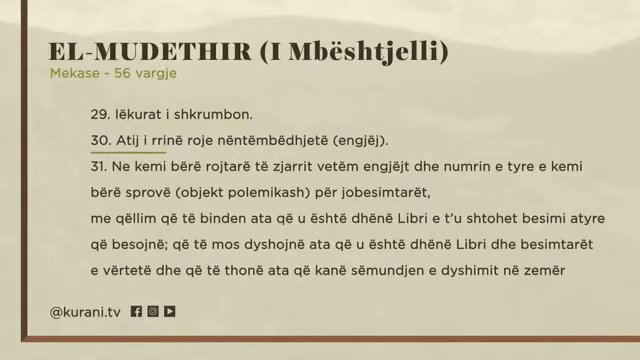 EL-MUDETHIR (I Mbështjelli)
Mekase - 56 vargje
29. lëkurat i shkrumbon.
30. Atij i rrinë roje nëntëmbëdhjetë (engjëj).
31. Ne kemi bërë rojtarë të zjarrit vetëm engjëjt dhe numrin e tyre e kemi
bërë sprovë (objekt polemikash) për jobesimtarët,
me qëllim që të binden ata që u është dhënë Libri e t’u shtohet besimi atyre
që besojnë; që të mos dyshojnë ata që u është dhënë Libri dhe besimtarët
e vërtetë dhe që të thonë ata që kanë sëmundjen e dyshimit në zemër
@kurani.tv